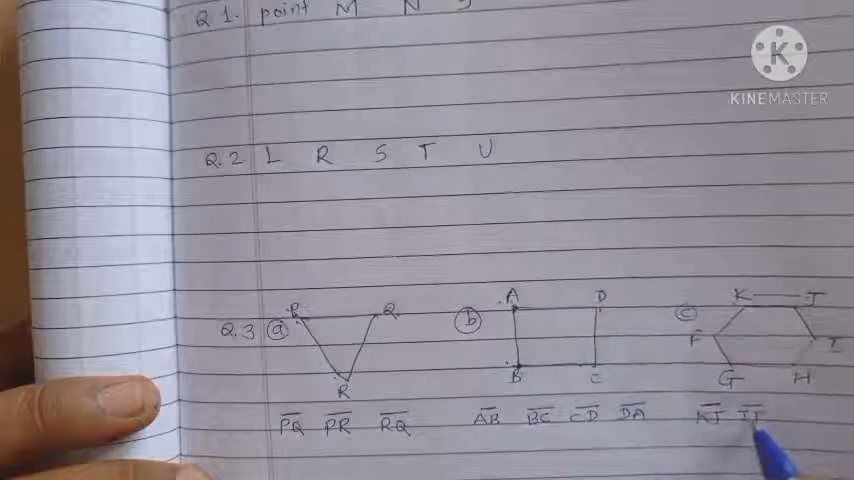 Q 1. point M N
K
KINEMASTER
Q.2 L R S T U
Q.3 a P Q b A D c K J
F I
R B C G H
PQ PR RQ AB BC CD DA KJ